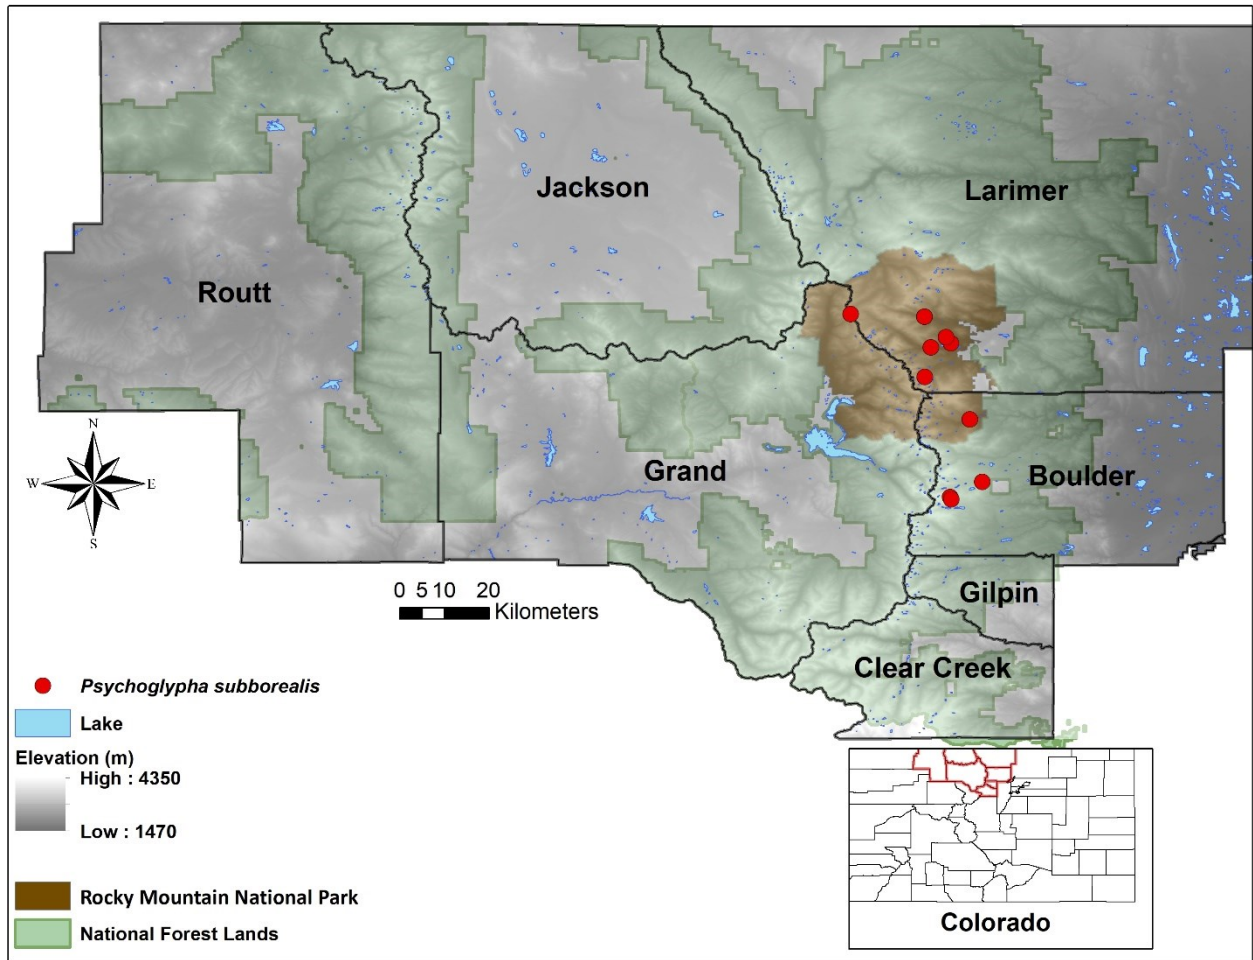 Jackson
Larimer
Routt
Grand
Boulder
N
W E
S
Gilpin
0 5 10 20
Kilometers
Clear Creek
Psychoglypha subborealis
Lake
Elevation (m)
High : 4350
Low : 1470
Rocky Mountain National Park
National Forest Lands
Colorado